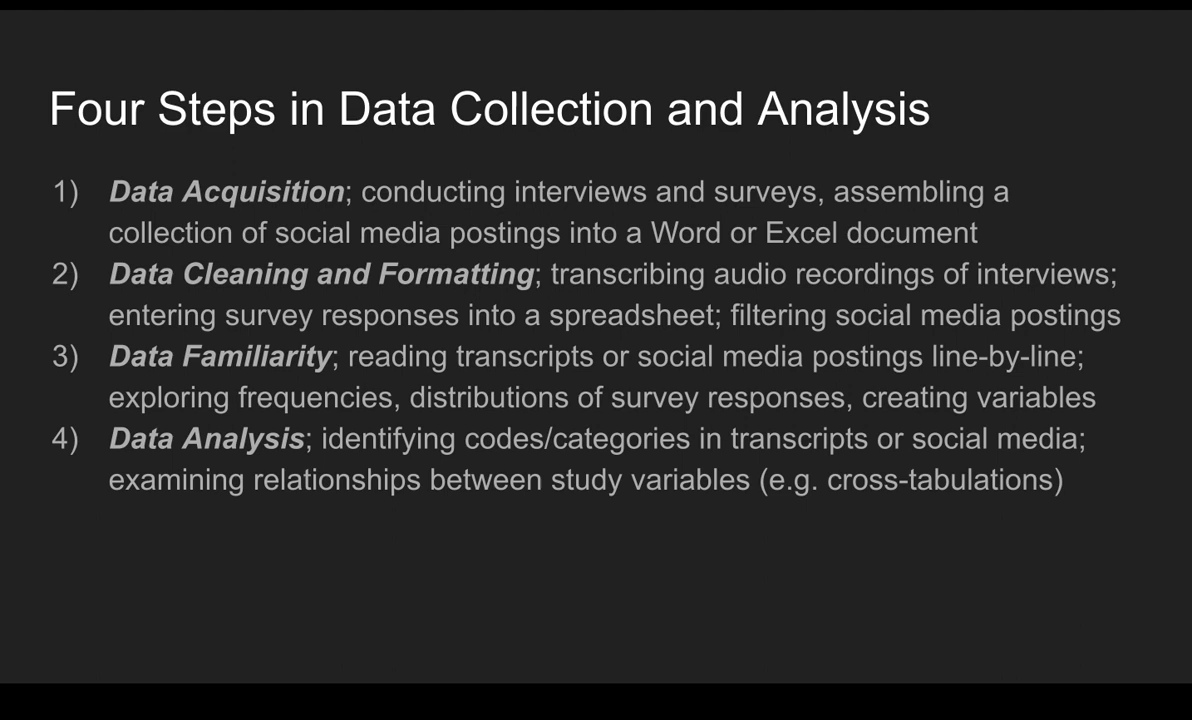 Four Steps in Data Collection and Analysis
1) Data Acquisition; conducting interviews and surveys, assembling a
collection of social media postings into a Word or Excel document
2) Data Cleaning and Formatting; transcribing audio recordings of interviews;
entering survey responses into a spreadsheet; filtering social media postings
3) Data Familiarity; reading transcripts or social media postings line-by-line;
exploring frequencies, distributions of survey responses, creating variables
4) Data Analysis; identifying codes/categories in transcripts or social media;
examining relationships between study variables (e.g. cross-tabulations)